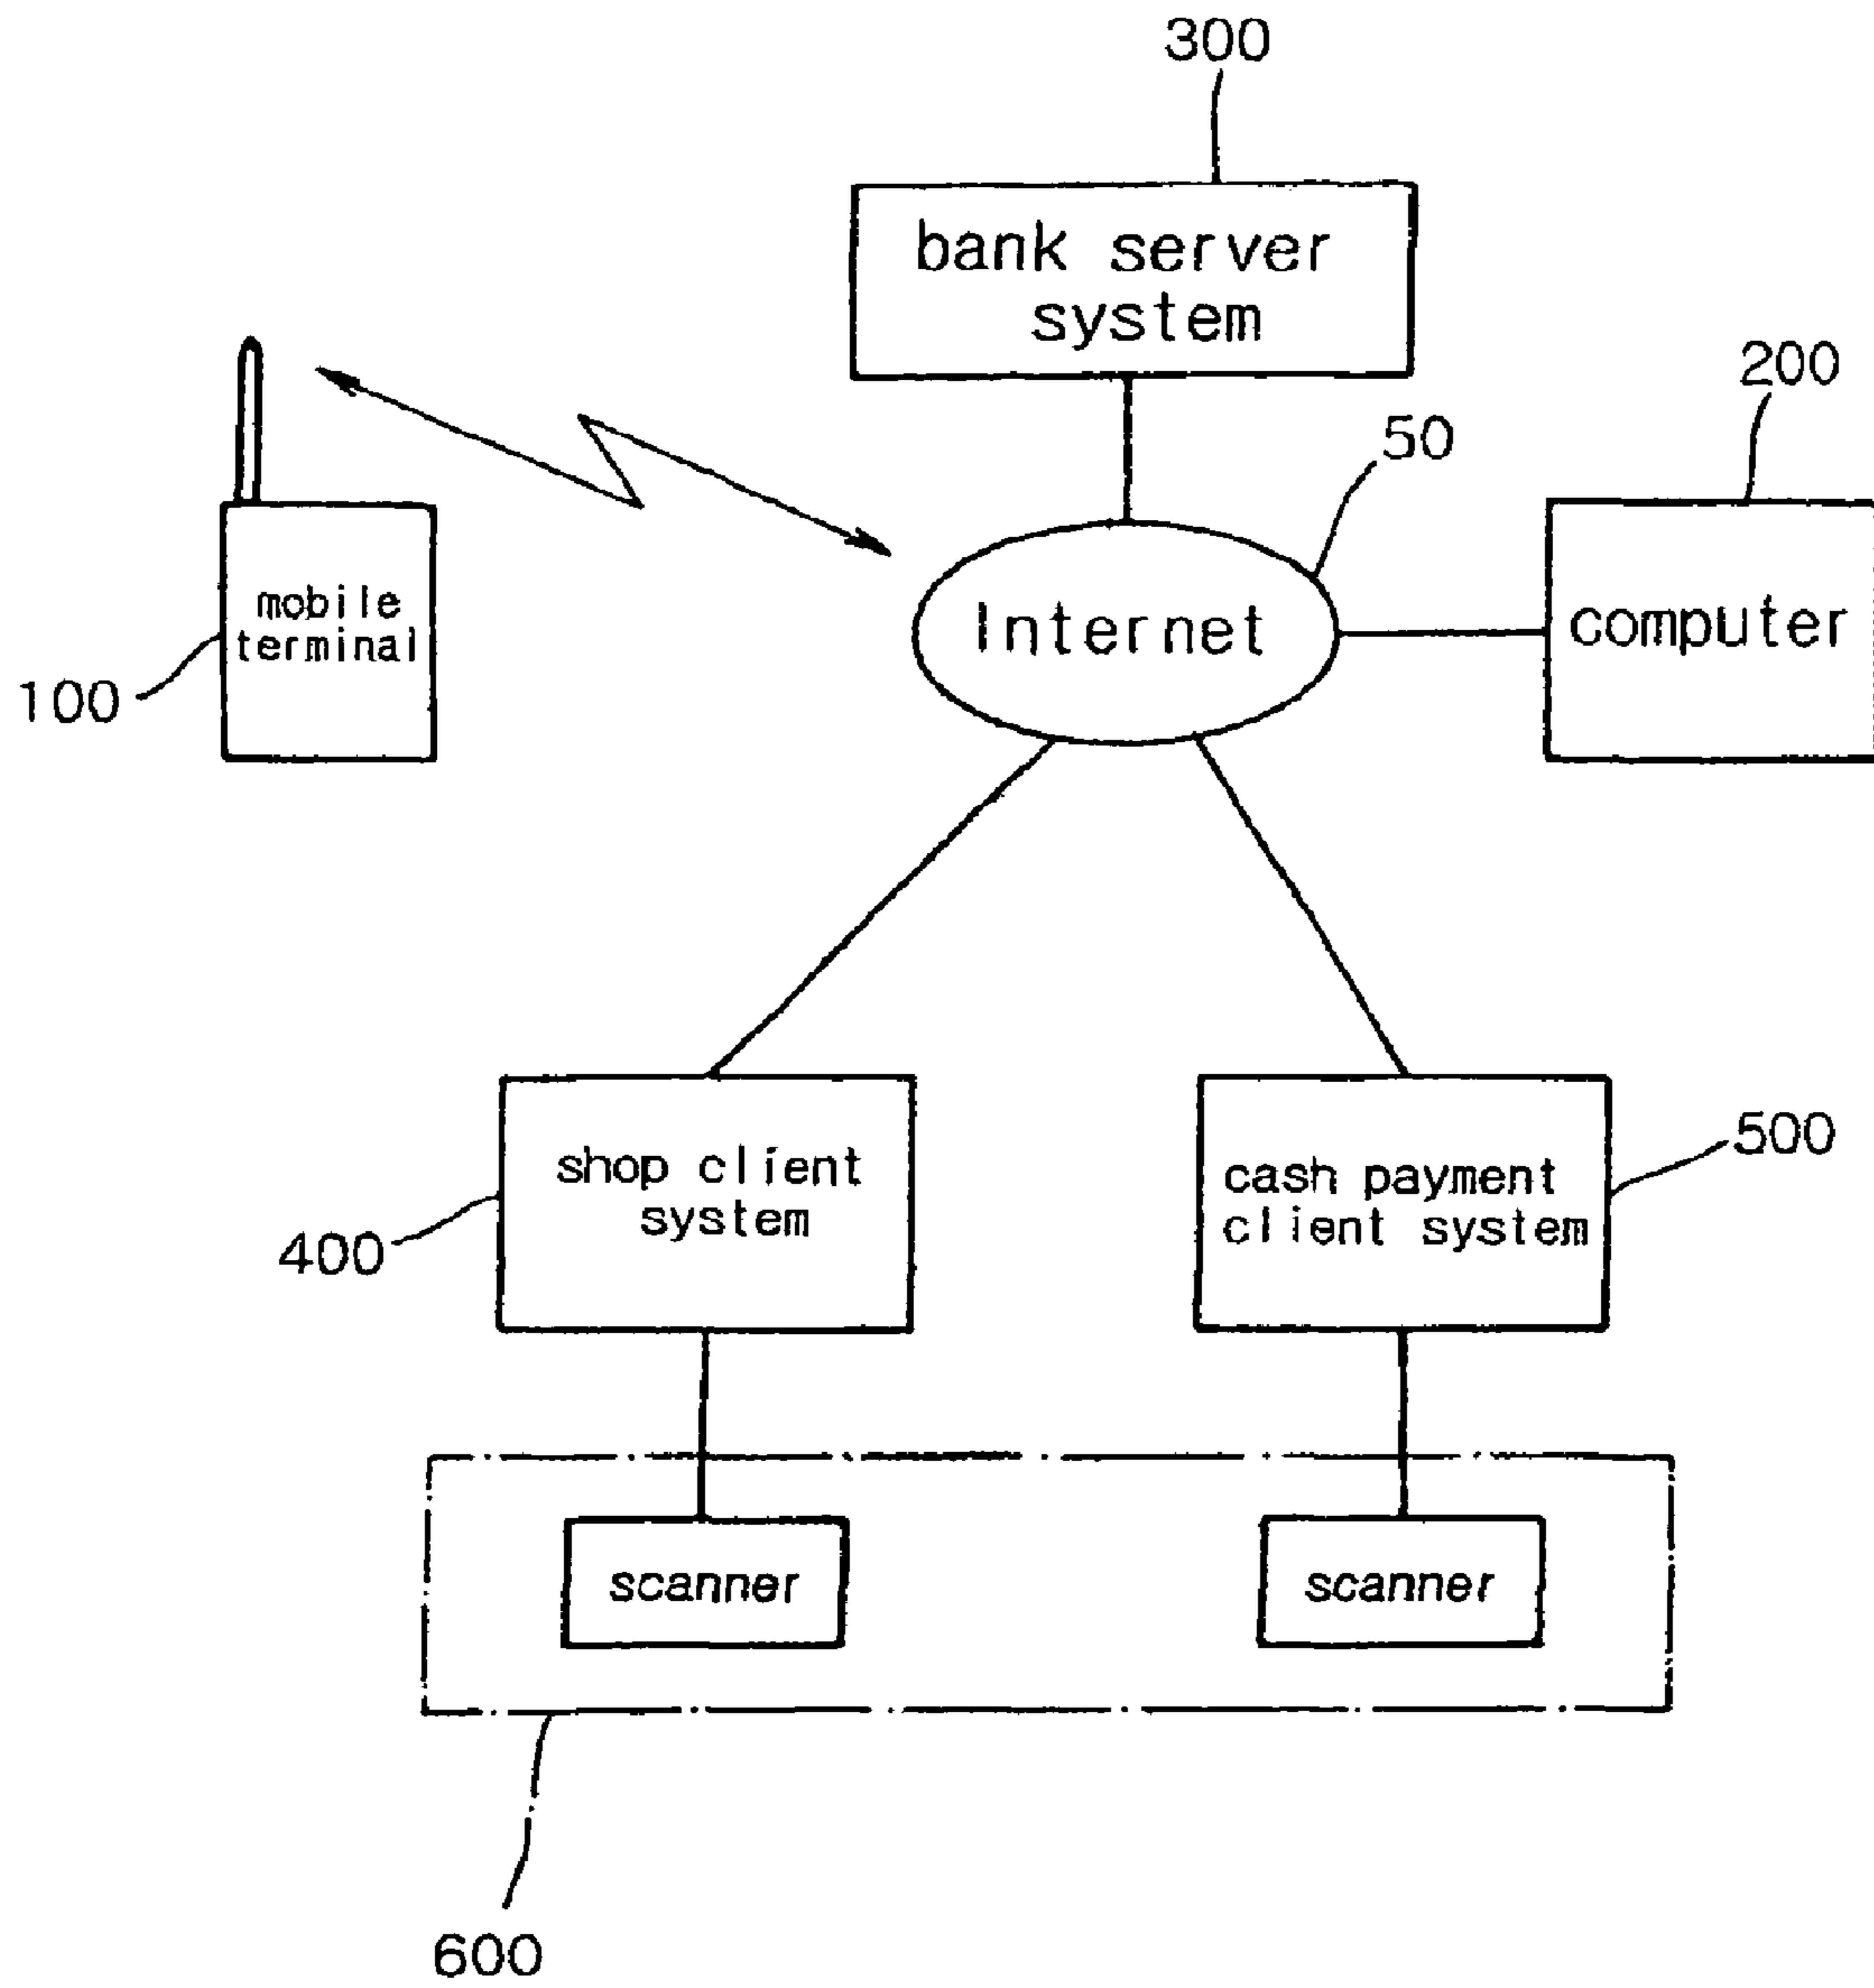 300
bank server
system
200
50
mobile
terminal
Internet
computer
100
shop client
system
cash payment
client system
500
400
scanner
scanner
600